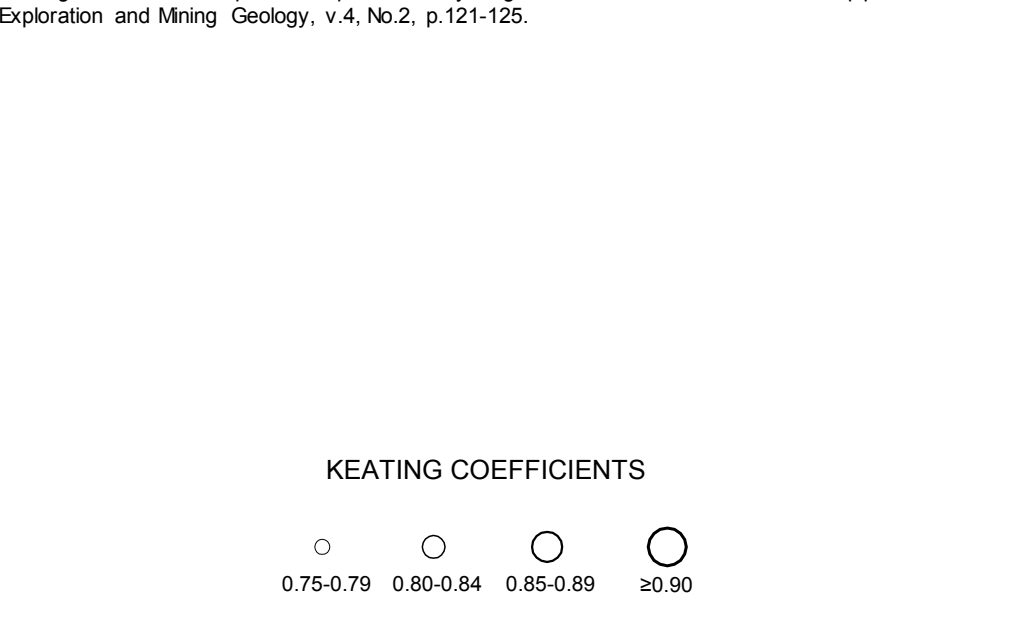 Exploration and Mining Geology, v.4, No.2, p.121-125.
KEATING COEFFICIENTS
0.75-0.79 0.80-0.84 0.85-0.89 ≥0.90